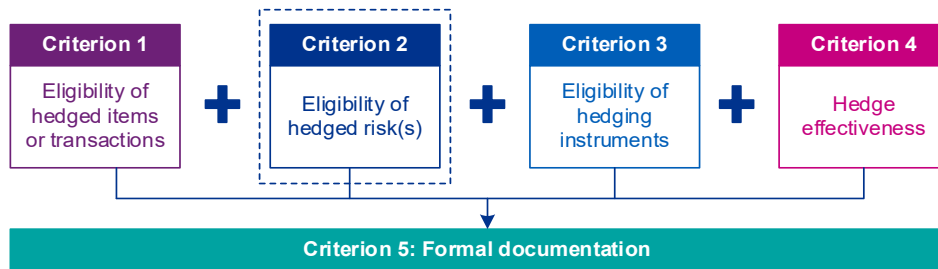 Criterion 1
Eligibility of
hedged items
or transactions
Criterion 2
Eligibility of
hedged risk(s)
Criterion 3
Eligibility of
hedging
instruments
Criterion 4
Hedge
effectiveness
Criterion 5: Formal documentation